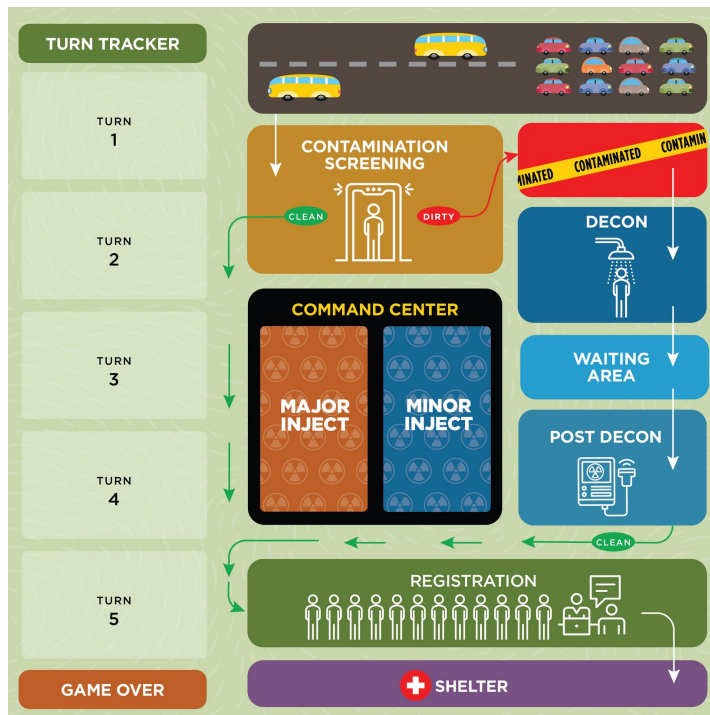 TURN TRACKER
TURN
1
TURN
2
TURN
3
TURN
4
TURN
5
GAME OVER
CONTAMINATION
SCREENING
CLEAN
DIRTY
MINATED CONTAMINATED CONTAMIN
DECON
COMMAND CENTER
MAJOR
INJECT
MINOR
INJECT
WAITING
AREA
POST DECON
CLEAN
REGISTRATION
SHELTER